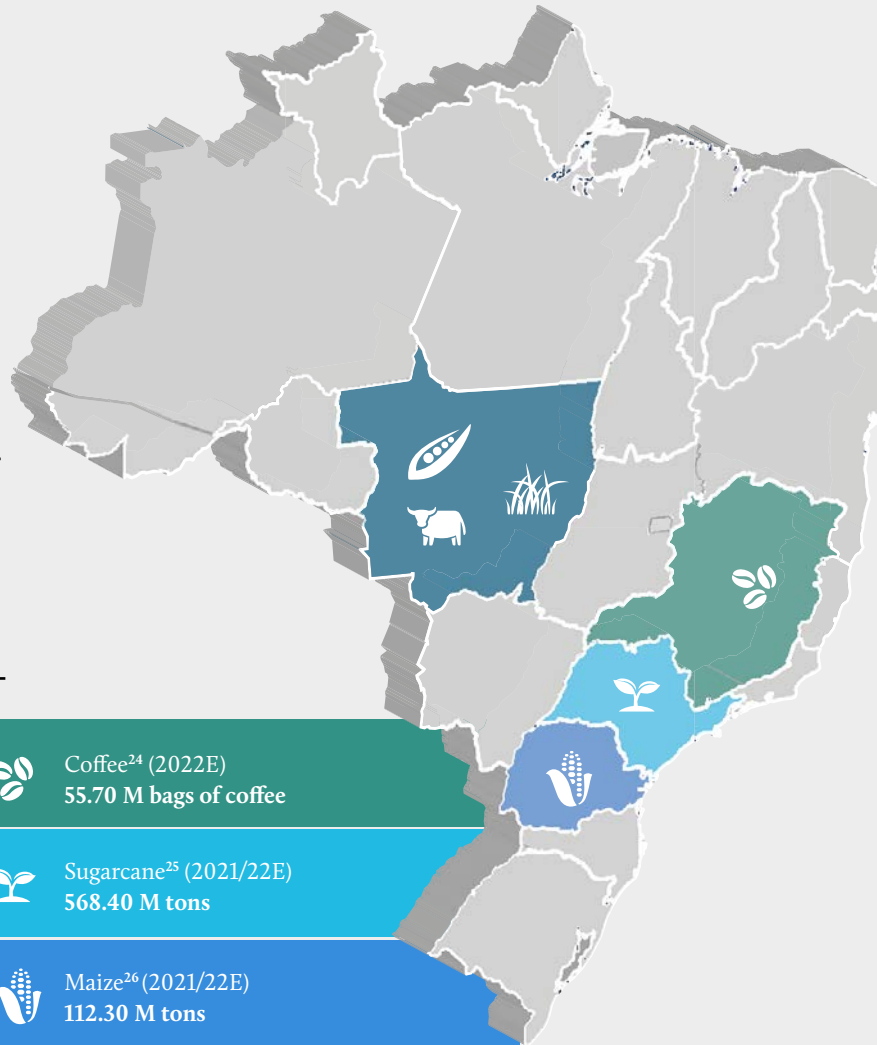 Coffee²⁴ (2022E)
55.70 M bags of coffee
Sugarcane²⁵ (2021/22E)
568.40 M tons
Maize²⁶ (2021/22E)
112.30 M tons